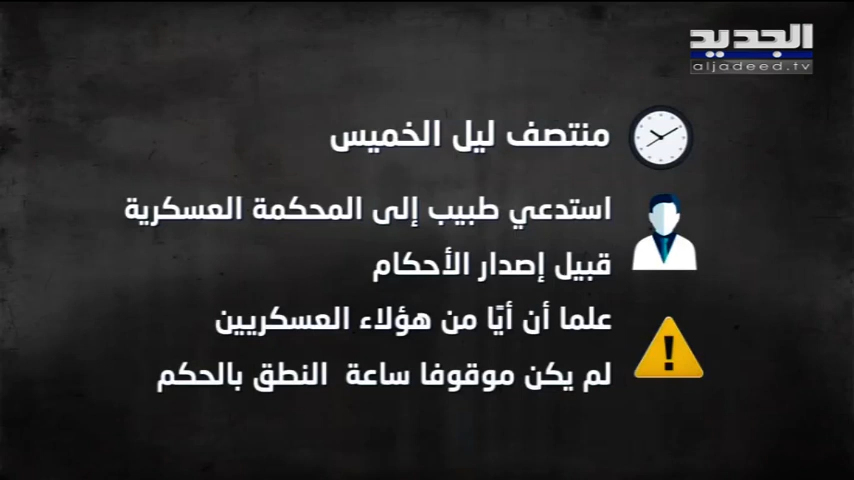 الجديد
aljadeed.tv
منتصف ليل الخميس
استدعي طبيب إلى المحكمة العسكرية
قبيل إصدار الأحكام
علما أن أيًا من هؤلاء العسكريين
لم يكن موقوفا ساعة النطق بالحكم